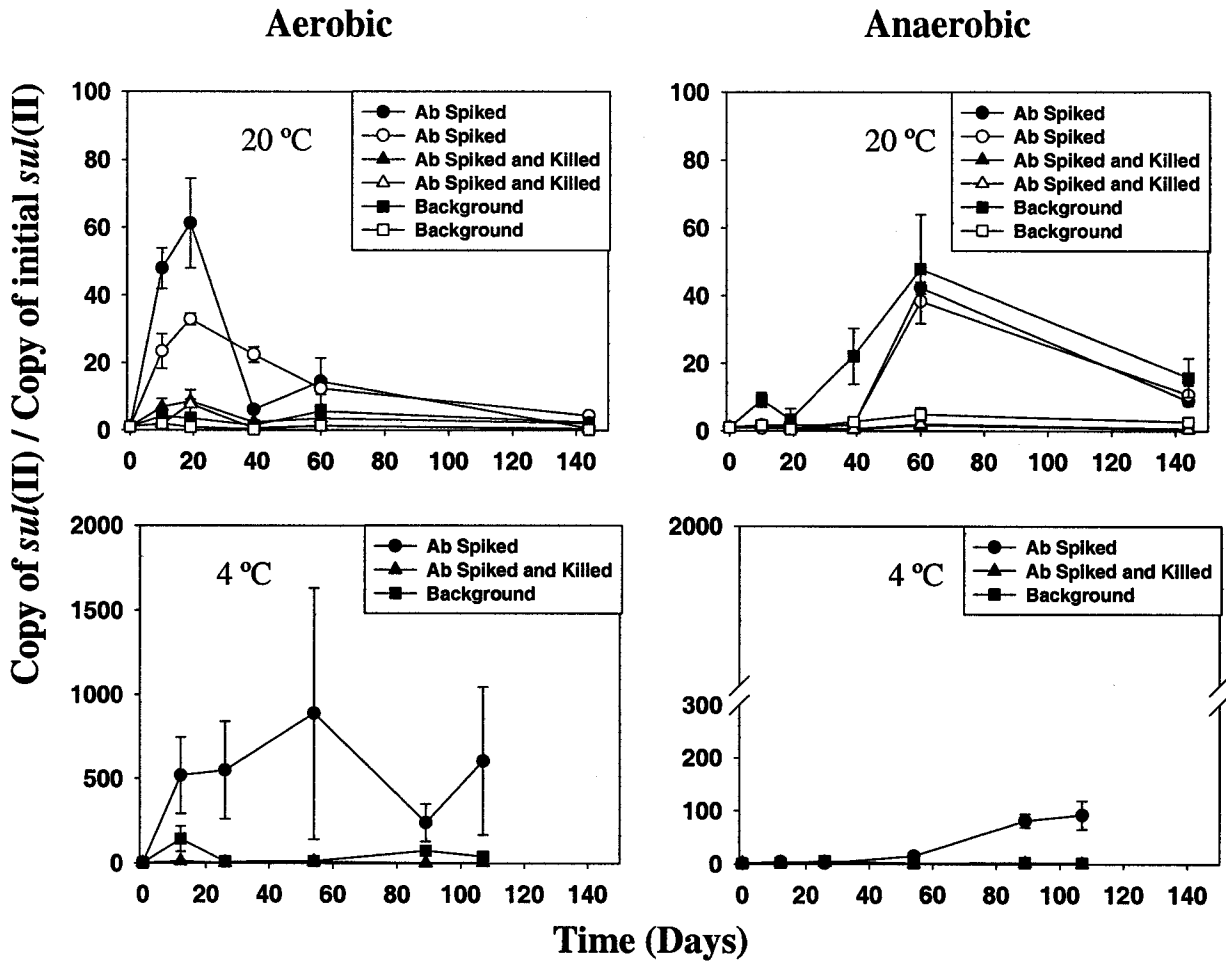 Aerobic
Anaerobic
Copy of sul(II) / Copy of initial sul(II)
100
80
60
40
20
0
20 ºC
Ab Spiked
Ab Spiked
Ab Spiked and Killed
Ab Spiked and Killed
Background
Background
0 20 40 60 80 100 120 140
100
80
60
40
20
0
20 ºC
Ab Spiked
Ab Spiked
Ab Spiked and Killed
Ab Spiked and Killed
Background
Background
0 20 40 60 80 100 120 140
2000
1500
1000
500
0
4 ºC
Ab Spiked
Ab Spiked and Killed
Background
0 20 40 60 80 100 120 140
2000
300
200
100
0
4 ºC
Ab Spiked
Ab Spiked and Killed
Background
0 20 40 60 80 100 120 140
Time (Days)